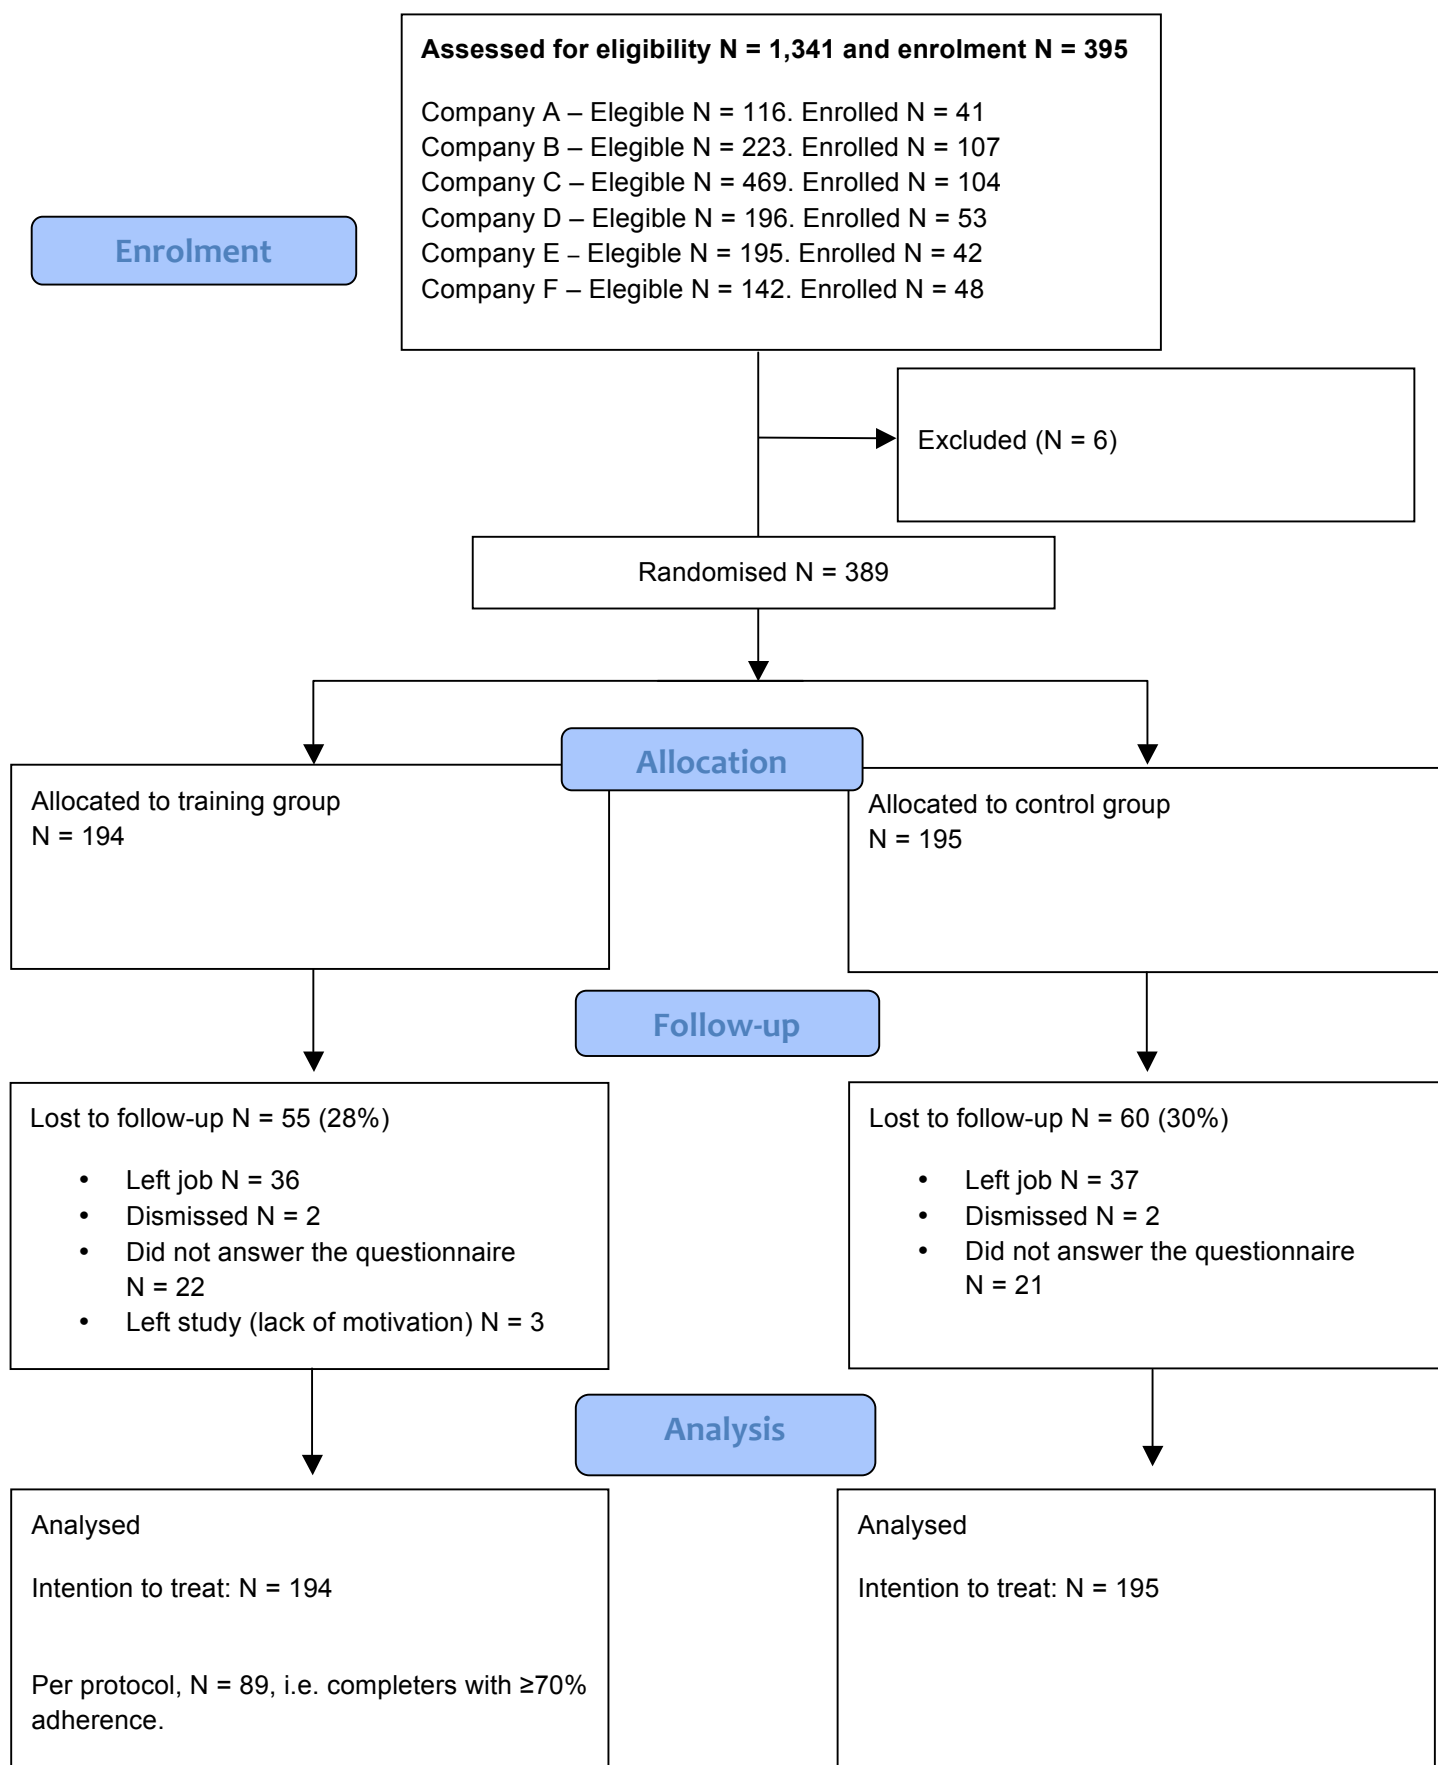 Assessed for eligibility N = 1,341 and enrolment N = 395
Company A – Elegible N = 116. Enrolled N = 41
Company B – Elegible N = 223. Enrolled N = 107
Company C – Elegible N = 469. Enrolled N = 104
Company D – Elegible N = 196. Enrolled N = 53
Company E – Elegible N = 195. Enrolled N = 42
Company F – Elegible N = 142. Enrolled N = 48
Enrolment
Excluded (N = 6)
Randomised N = 389
Allocation
Allocated to training group
N = 194
Allocated to control group
N = 195
Follow-up
Lost to follow-up N = 55 (28%)
• Left job N = 36
• Dismissed N = 2
• Did not answer the questionnaire
N = 22
• Left study (lack of motivation) N = 3
Lost to follow-up N = 60 (30%)
• Left job N = 37
• Dismissed N = 2
• Did not answer the questionnaire
N = 21
Analysis
Analysed
Intention to treat: N = 194
Per protocol, N = 89, i.e. completers with ≥70%
adherence.
Analysed
Intention to treat: N = 195